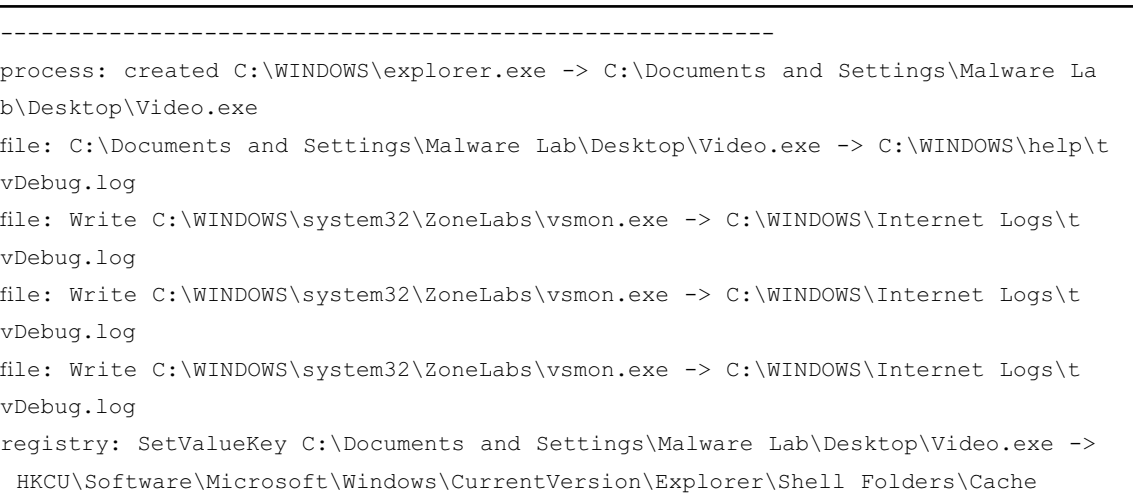 ---------------------------------------------------------
process: created C:\WINDOWS\explorer.exe -> C:\Documents and Settings\Malware La
b\Desktop\Video.exe
file: C:\Documents and Settings\Malware Lab\Desktop\Video.exe -> C:\WINDOWS\help\t
vDebug.log
file: Write C:\WINDOWS\system32\ZoneLabs\vsmon.exe -> C:\WINDOWS\Internet Logs\t
vDebug.log
file: Write C:\WINDOWS\system32\ZoneLabs\vsmon.exe -> C:\WINDOWS\Internet Logs\t
vDebug.log
file: Write C:\WINDOWS\system32\ZoneLabs\vsmon.exe -> C:\WINDOWS\Internet Logs\t
vDebug.log
registry: SetValueKey C:\Documents and Settings\Malware Lab\Desktop\Video.exe ->
 HKCU\Software\Microsoft\Windows\CurrentVersion\Explorer\Shell Folders\Cache